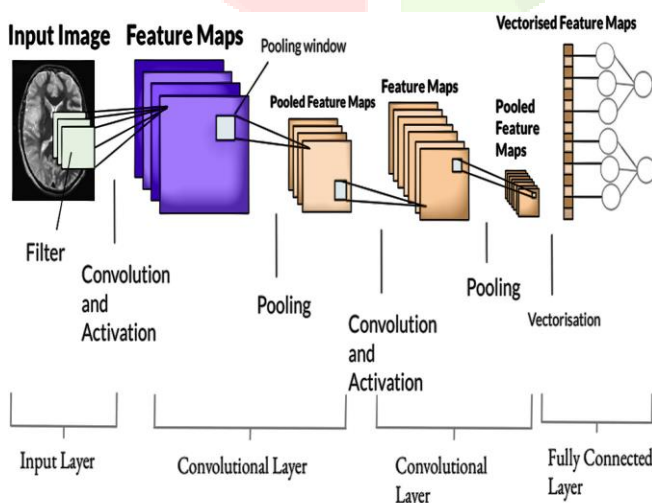 Input Image
Feature Maps
Pooling window
Pooled Feature Maps
Feature Maps
Pooled
Feature
Maps
Vectorised Feature Maps
Filter
Convolution
and
Activation
Pooling
Convolution
and
Activation
Pooling
Vectorisation
Input Layer
Convolutional Layer
Convolutional
Layer
Fully Connected
Layer